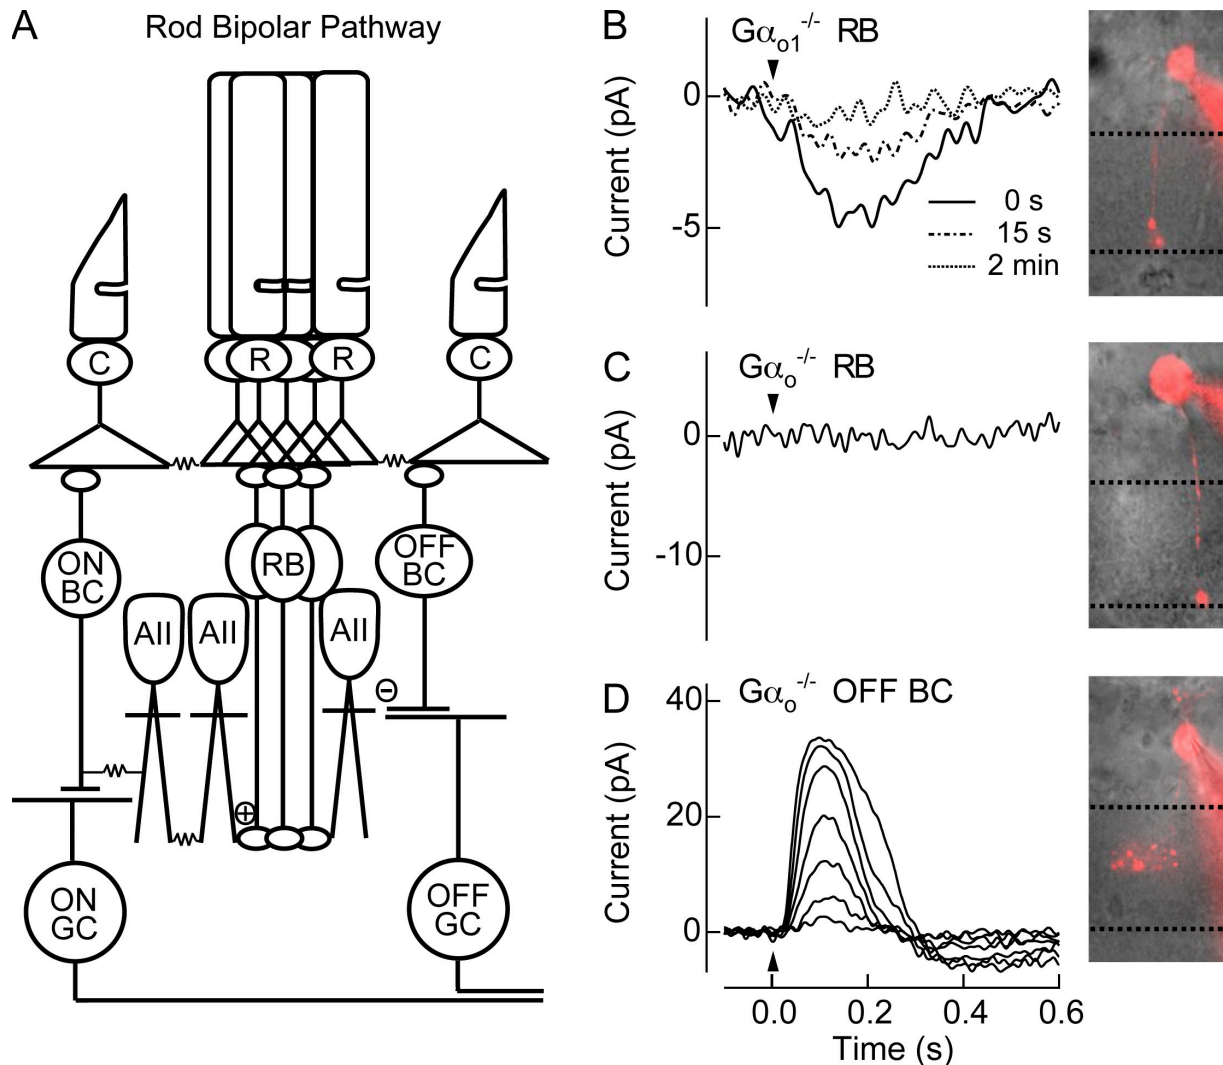 A
Rod Bipolar Pathway
C
R
R
C
ON
BC
RB
OFF
BC
AII
AII
AII
⊖
⊕
ON
GC
OFF
GC
B
Gαo1-/- RB
Current (pA)
0
-5
0 s
15 s
2 min
C
Gαo-/- RB
Current (pA)
0
-10
D
Gαo-/- OFF BC
Current (pA)
40
20
0
0.0 0.2 0.4 0.6
Time (s)